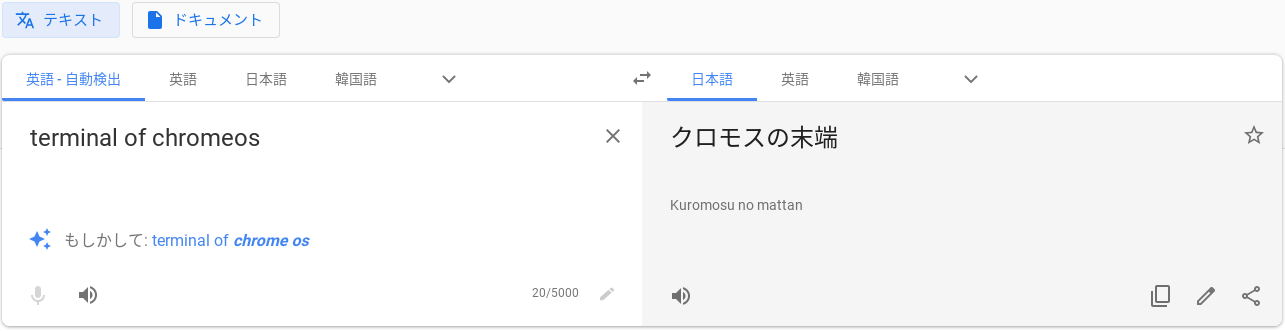 テキスト
ドキュメント
英語 - 自動検出
英語
日本語
韓国語
日本語
英語
韓国語
terminal of chromeos
クロモスの末端
Kuromosu no mattan
もしかして: terminal of chrome os
20/5000